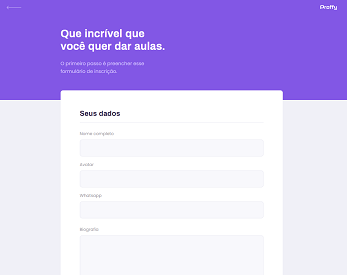 Proffy
Que incrível que
você quer dar aulas.
O primeiro passo é preencher esse
formulário de inscrição.
Seus dados
Nome completo
Avatar
Whatsapp
Biografia